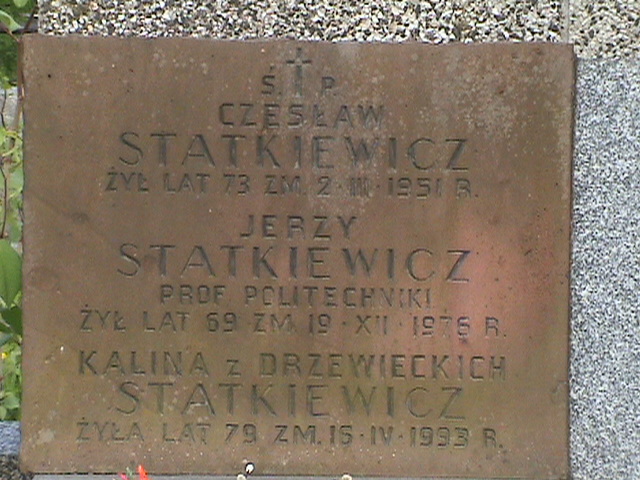 Ś. P.
CZESŁAW
STATKIEWICZ
ŻYŁ LAT 73 ZM. 2·III·1951 R.
JERZY
STATKIEWICZ
PROF POLITECHNIKI
ŻYŁ LAT 69 ZM. 19·XII·1976 R.
KALINA z DRZEWIECKICH
STATKIEWICZ
ŻYŁA LAT 79 ZM. 15·IV·1993 R.